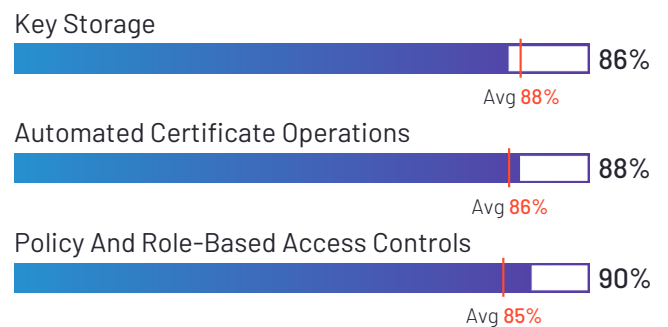 Key Storage
86%
Avg 88%
Automated Certificate Operations
88%
Avg 86%
Policy And Role-Based Access Controls
90%
Avg 85%